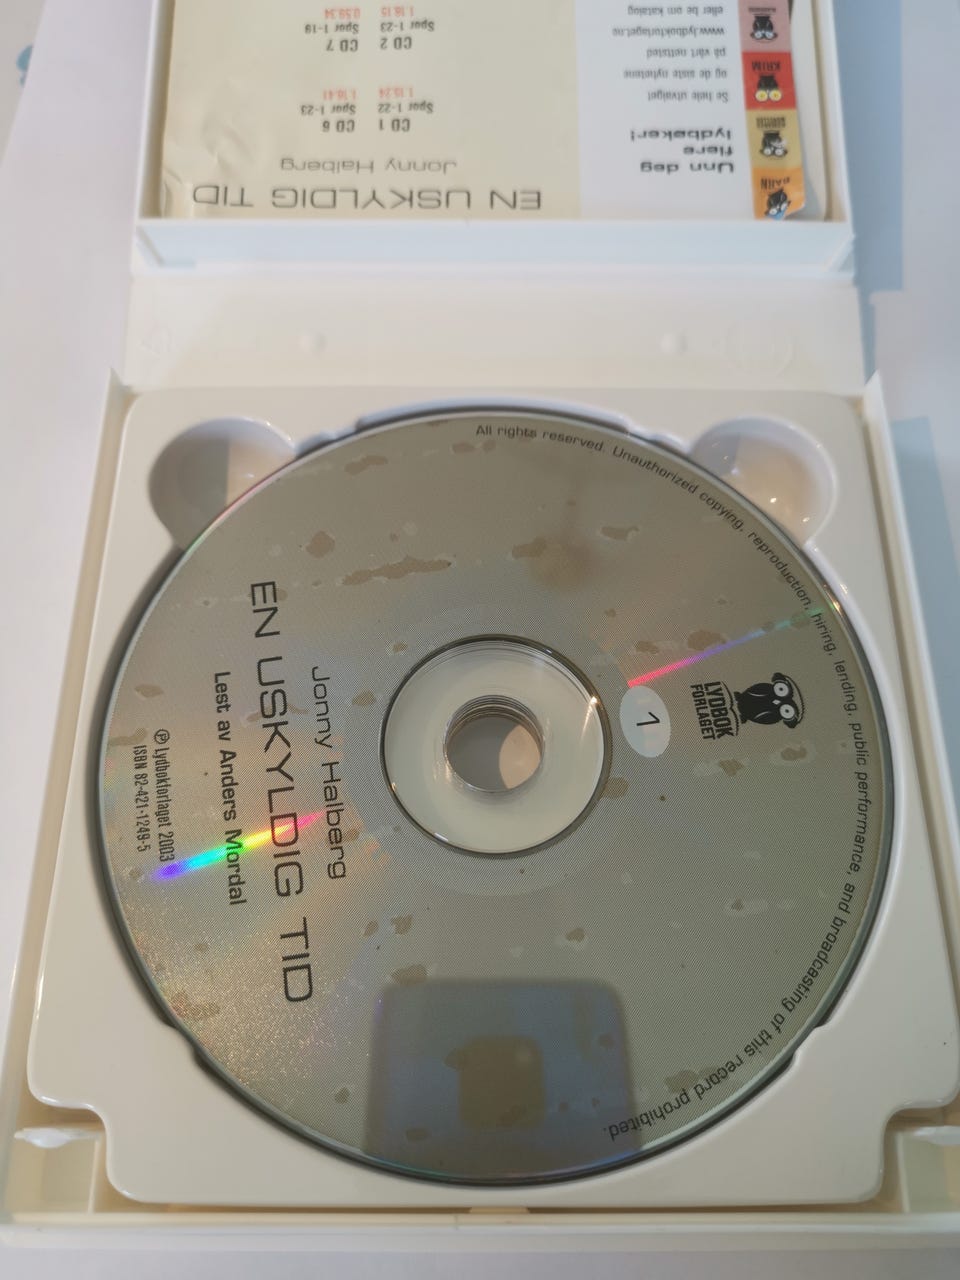 EN USKYLDIG TID
Jonny Halberg
CD 1
Spor 1-22
1.15.24
CD 6
Spor 1-23
1.16.41
CD 2
Spor 1-23
1.16.15
CD 7
Spor 1-19
0.59.34
Unn deg
flere
lydbøker!
Se hele utvalget
og de siste nyhetene
på vårt nettsted
www.lydbokforlaget.no
eller be om katalog
BARN
KRIM
All rights reserved. Unauthorized copying, reproduction, hiring, lending, public performance, and broadcasting of this record prohibited.
LYDBOK
FORLAGET
1
Jonny Halberg
EN USKYLDIG TID
Lest av Anders Mordal
℗ Lydbokforlaget 2003
ISBN 82-421-1249-5